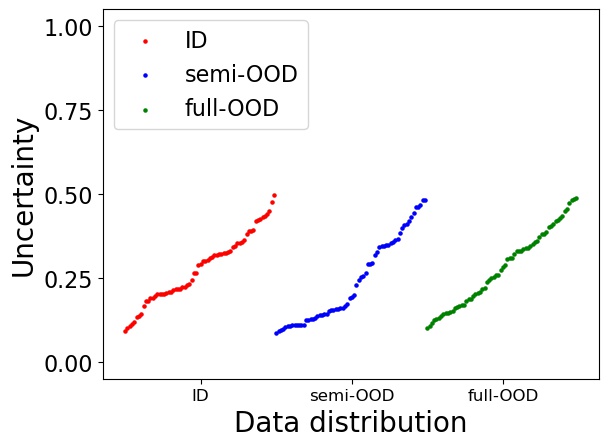 1.00
0.75
0.50
0.25
0.00
Uncertainty
ID
semi-OOD
full-OOD
ID semi-OOD full-OOD
Data distribution